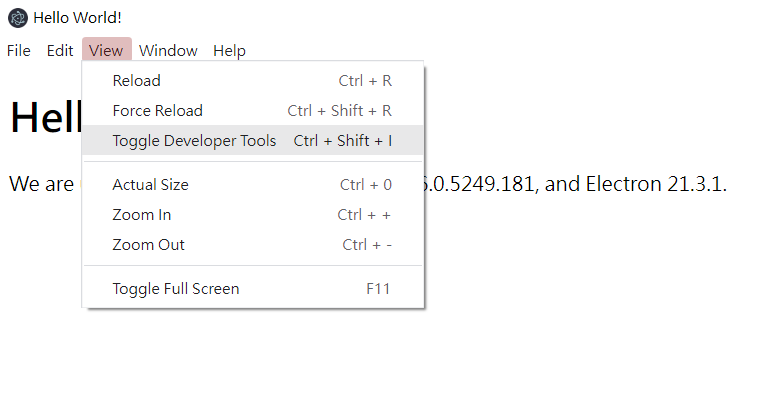 Hello World!
File Edit View Window Help
Reload Ctrl + R
Force Reload Ctrl + Shift + R
Toggle Developer Tools Ctrl + Shift + I
Actual Size Ctrl + 0
Zoom In Ctrl + +
Zoom Out Ctrl + -
Toggle Full Screen F11
We are 6.0.5249.181, and Electron 21.3.1.